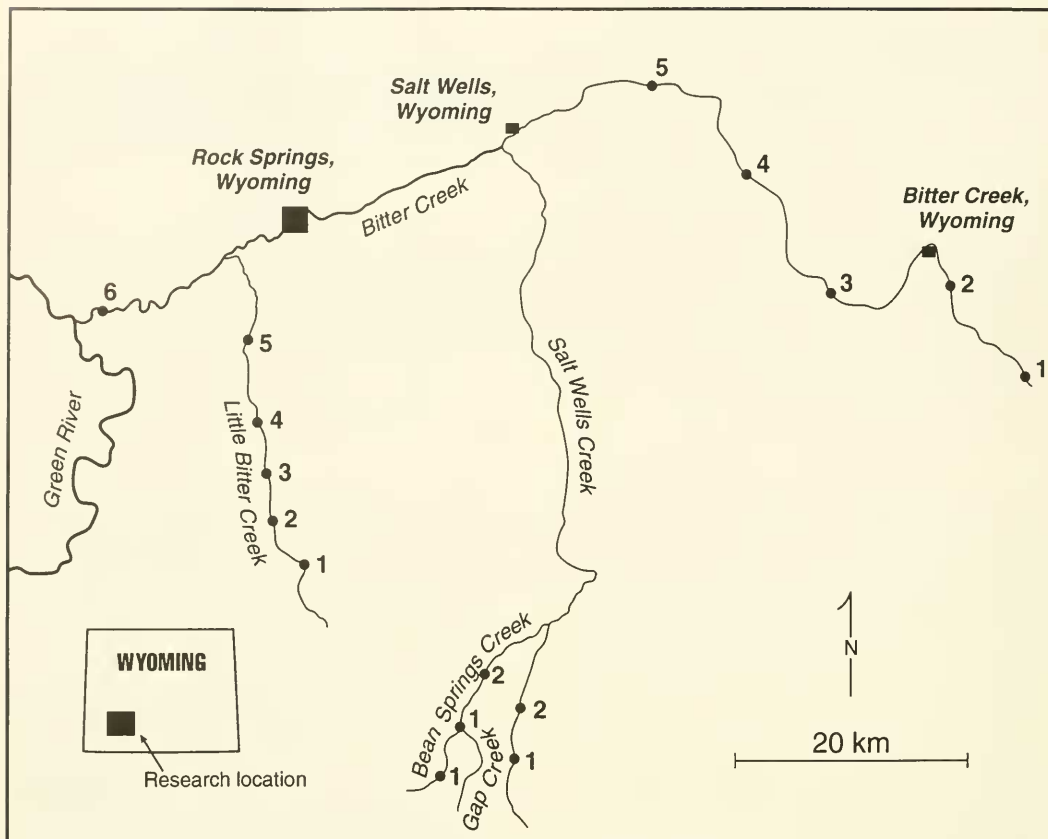 5
Salt Wells,
Wyoming
4
Rock Springs,
Wyoming
Bitter Creek
Bitter Creek,
Wyoming
6
3
2
5
1
Salt Wells Creek
4
Green River
Little Bitter Creek
3
2
1
WYOMING
Research location
Bean Springs Creek
2
2
1
1
1
Gap Creek
N
20 km